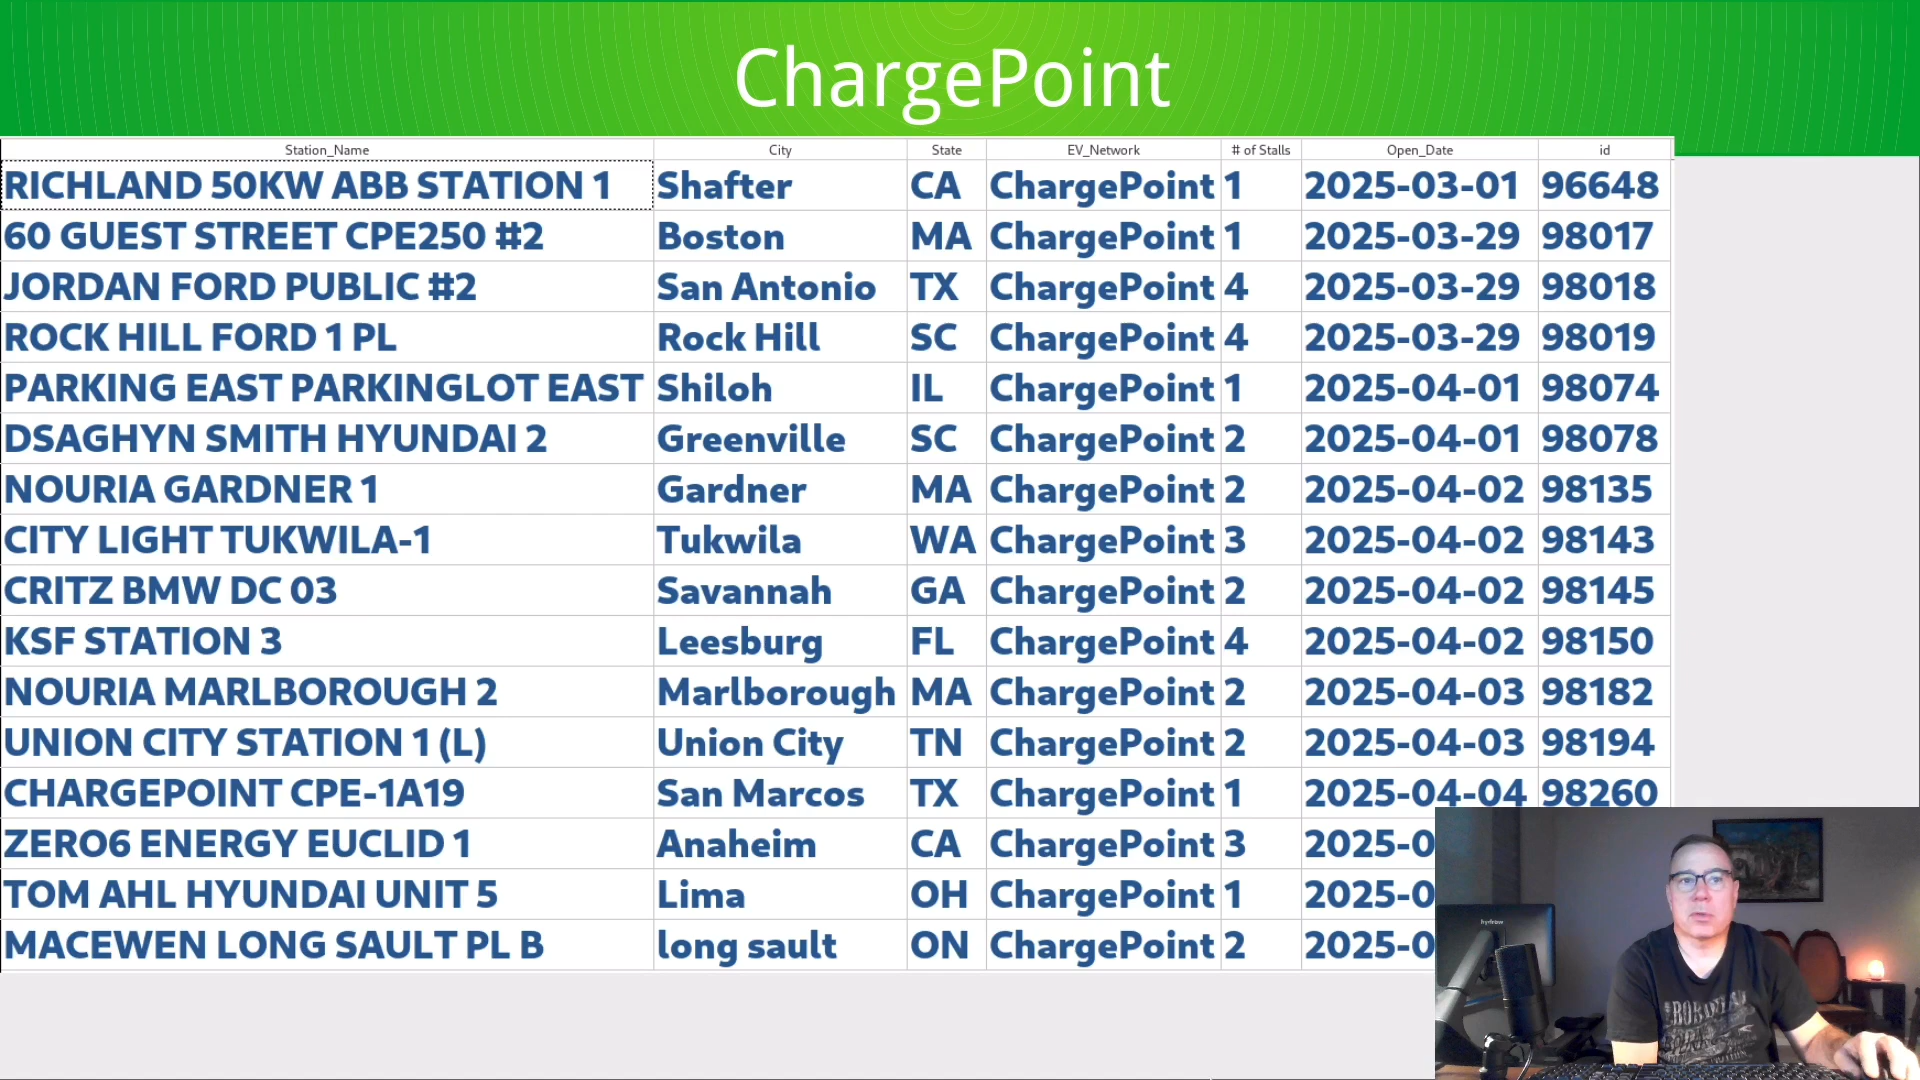 ChargePoint
Station_Name City State EV_Network # of Stalls Open_Date id
RICHLAND 50KW ABB STATION 1 Shafter CA ChargePoint 1 2025-03-01 96648
60 GUEST STREET CPE250 #2 Boston MA ChargePoint 1 2025-03-29 98017
JORDAN FORD PUBLIC #2 San Antonio TX ChargePoint 4 2025-03-29 98018
ROCK HILL FORD 1 PL Rock Hill SC ChargePoint 4 2025-03-29 98019
PARKING EAST PARKINGLOT EAST Shiloh IL ChargePoint 1 2025-04-01 98074
DSAGHYN SMITH HYUNDAI 2 Greenville SC ChargePoint 2 2025-04-01 98078
NOURIA GARDNER 1 Gardner MA ChargePoint 2 2025-04-02 98135
CITY LIGHT TUKWILA-1 Tukwila WA ChargePoint 3 2025-04-02 98143
CRITZ BMW DC 03 Savannah GA ChargePoint 2 2025-04-02 98145
KSF STATION 3 Leesburg FL ChargePoint 4 2025-04-02 98150
NOURIA MARLBOROUGH 2 Marlborough MA ChargePoint 2 2025-04-03 98182
UNION CITY STATION 1 (L) Union City TN ChargePoint 2 2025-04-03 98194
CHARGEPOINT CPE-1A19 San Marcos TX ChargePoint 1 2025-04-04 98260
ZERO6 ENERGY EUCLID 1 Anaheim CA ChargePoint 3 2025-0
TOM AHL HYUNDAI UNIT 5 Lima OH ChargePoint 1 2025-0
MACEWEN LONG SAULT PL B long sault ON ChargePoint 2 2025-0